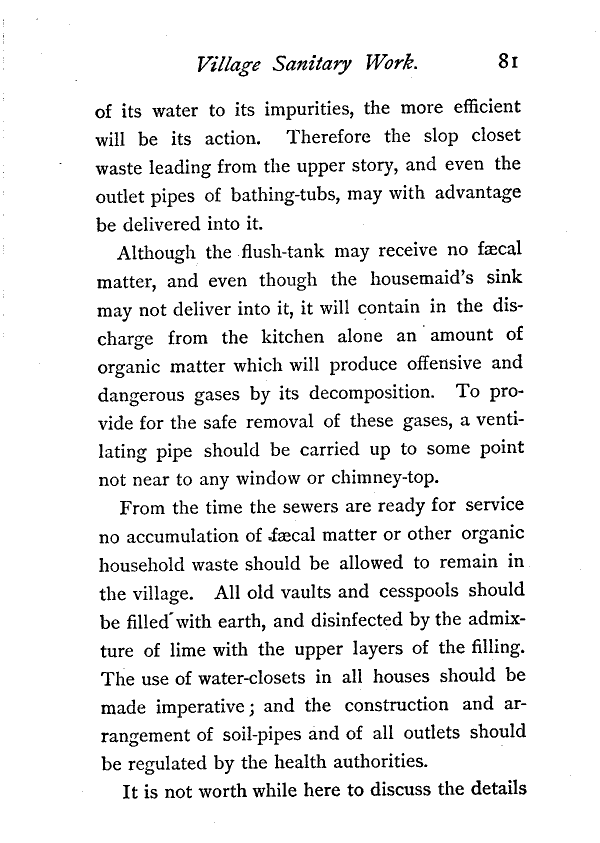 Village Sanitary Work. 81
of its water to its impurities, the more efficient
will be its action. Therefore the slop closet
waste leading from the upper story, and even the
outlet pipes of bathing-tubs, may with advantage
be delivered into it.
Although the flush-tank may receive no fæcal
matter, and even though the housemaid's sink
may not deliver into it, it will contain in the dis-
charge from the kitchen alone an amount of
organic matter which will produce offensive and
dangerous gases by its decomposition. To pro-
vide for the safe removal of these gases, a venti-
lating pipe should be carried up to some point
not near to any window or chimney-top.
From the time the sewers are ready for service
no accumulation of fæcal matter or other organic
household waste should be allowed to remain in
the village. All old vaults and cesspools should
be filled with earth, and disinfected by the admix-
ture of lime with the upper layers of the filling.
The use of water-closets in all houses should be
made imperative; and the construction and ar-
rangement of soil-pipes and of all outlets should
be regulated by the health authorities.
It is not worth while here to discuss the details